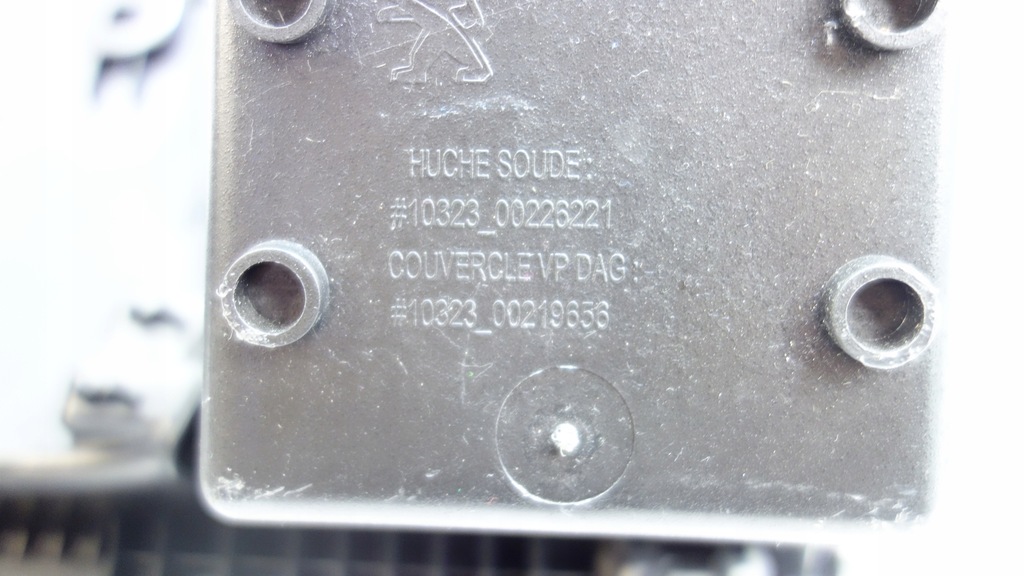 HUCHE SOUDE :
#10323_00226221
COUVERCLE VP DAG :
#10323_00219656